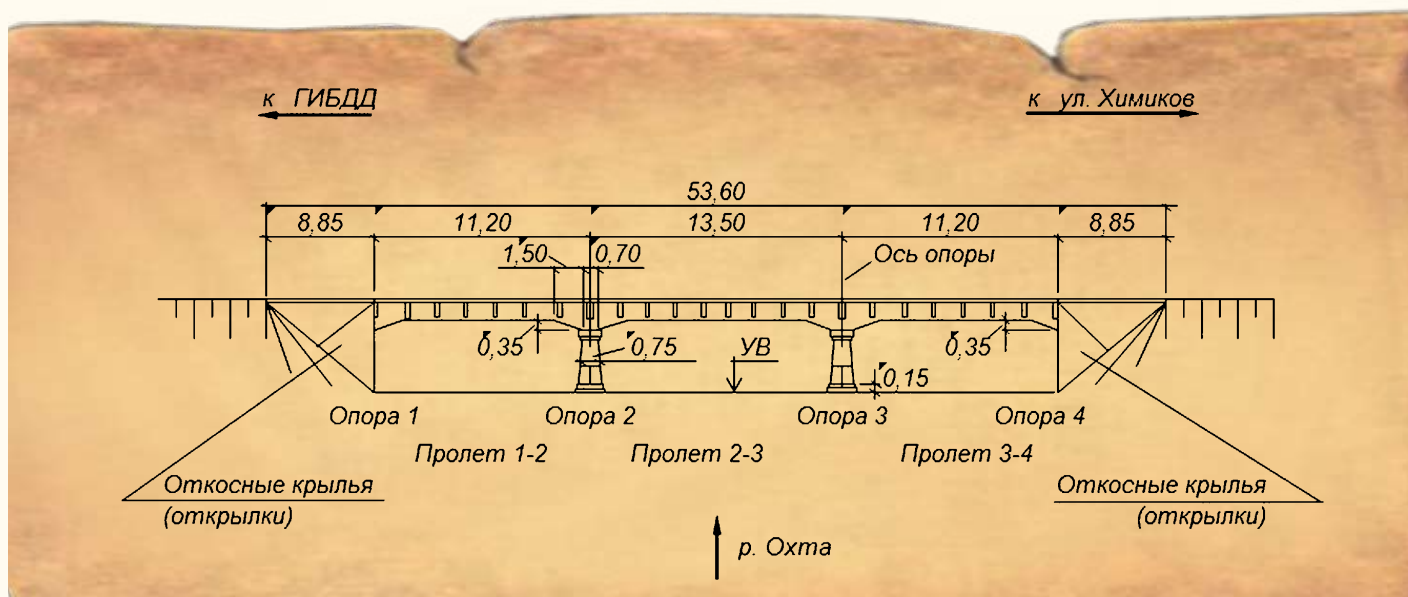 к ГИБДД
к ул. Химиков
53,60
8,85
11,20
13,50
11,20
8,85
1,50
0,70
Ось опоры
0,35
0,75
УВ
0,35
0,15
Опора 1
Опора 2
Опора 3
Опора 4
Пролет 1-2
Пролет 2-3
Пролет 3-4
Откосные крылья
(открылки)
Откосные крылья
(открылки)
р. Охта